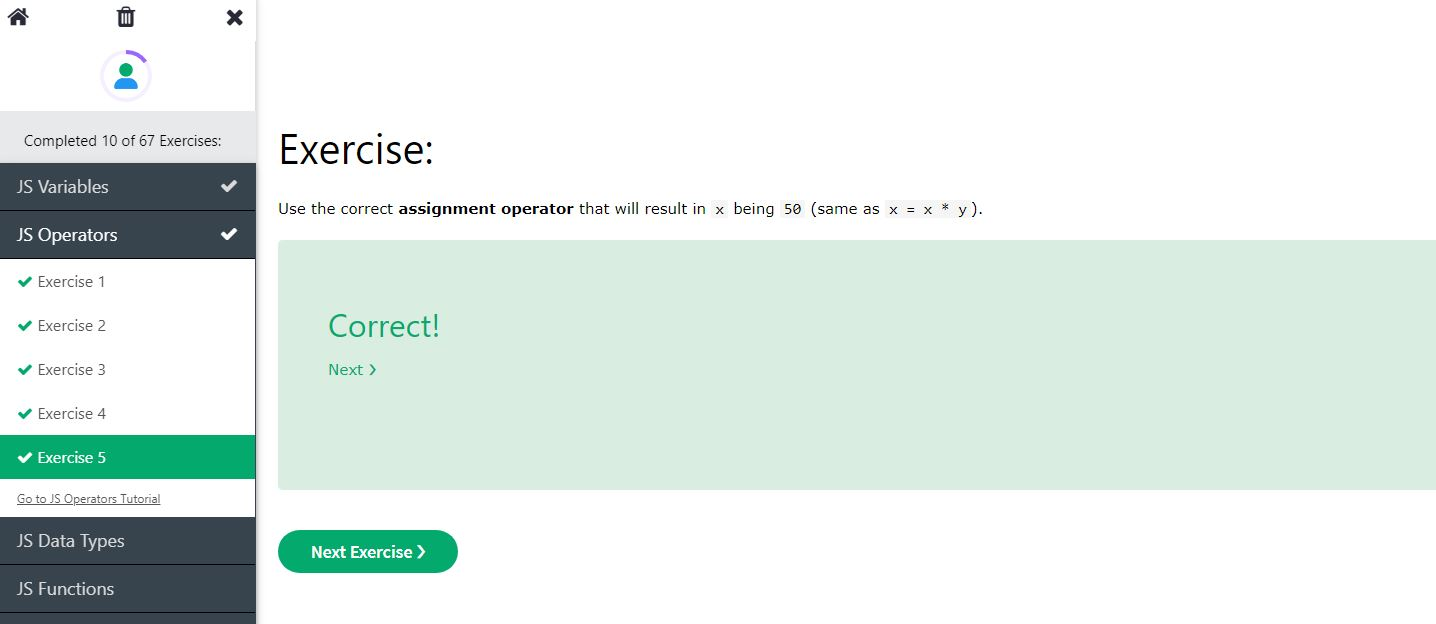 Completed 10 of 67 Exercises:
JS Variables
JS Operators
Exercise 1
Exercise 2
Exercise 3
Exercise 4
Exercise 5
Go to JS Operators Tutorial
JS Data Types
JS Functions
Exercise:
Use the correct assignment operator that will result in x being 50 (same as x = x * y).
Correct!
Next ❯
Next Exercise ❯